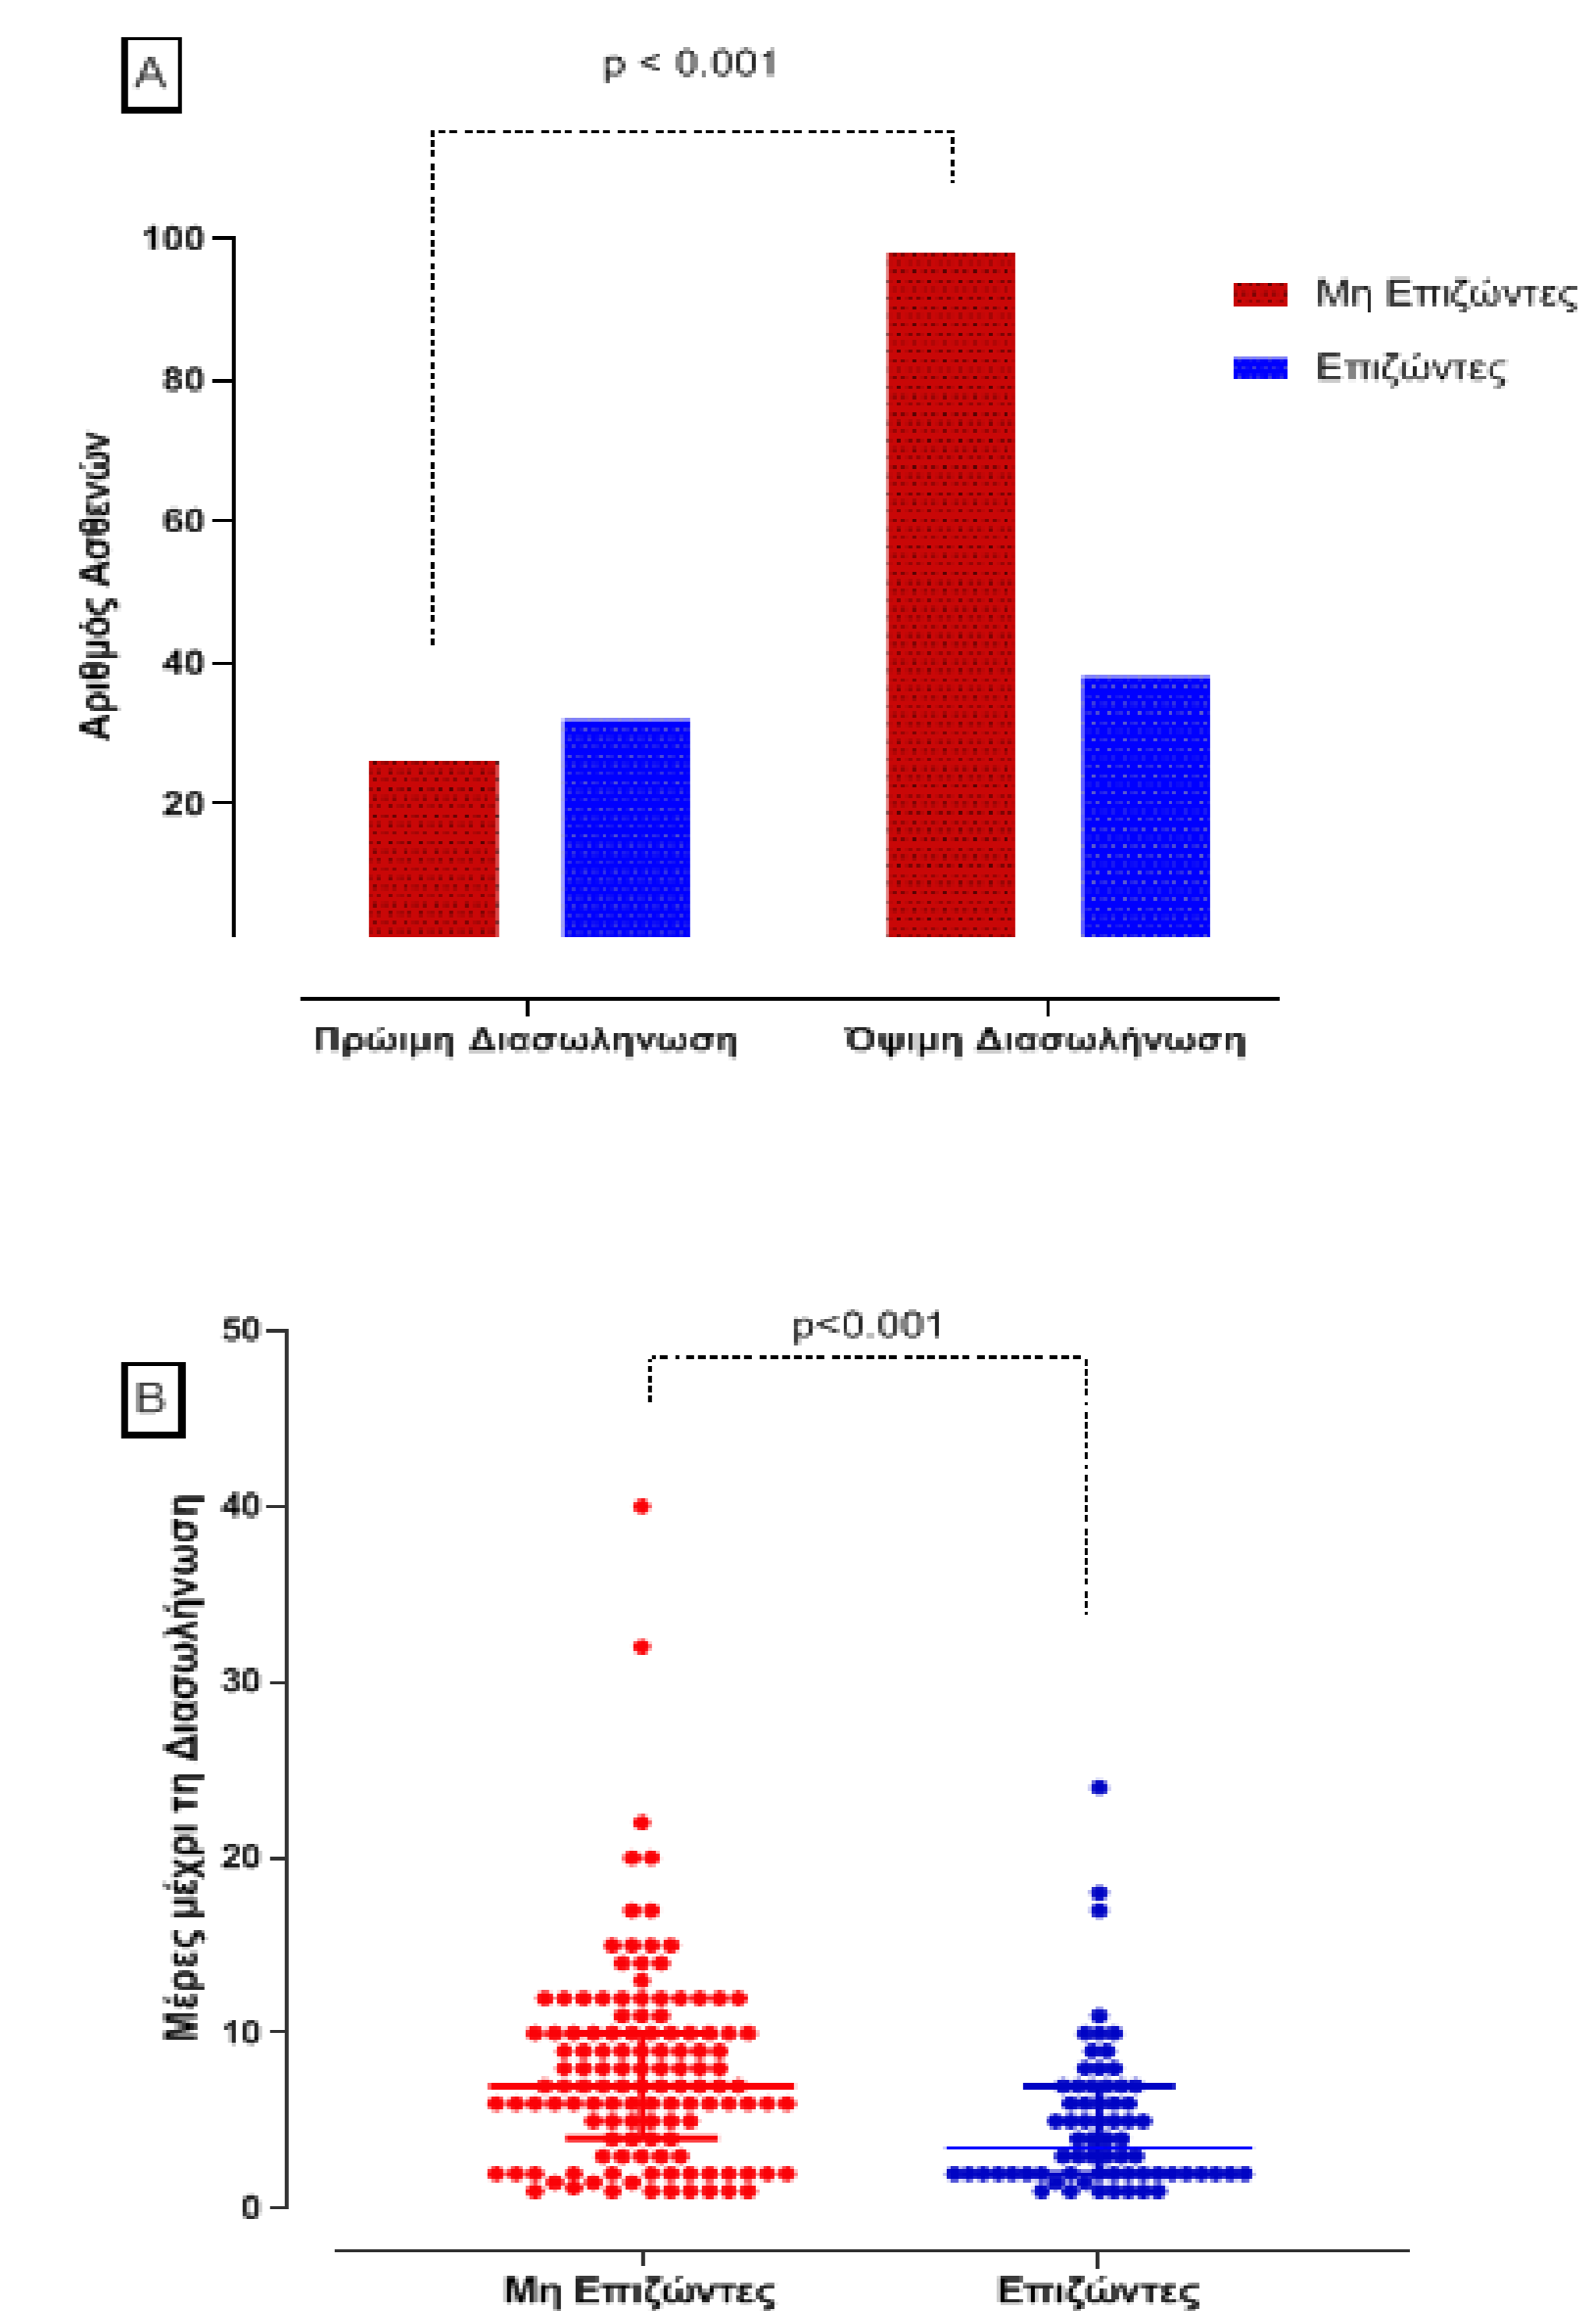 A
p < 0.001
100
80
60
40
20
Αριθμός Ασθενών
Μη Επιζώντες
Επιζώντες
Πρώιμη Διασωληνωση
Όψιμη Διασωλήνωση
p<0.001
B
50
40
30
20
10
0
Μέρες μέχρι τη Διασωλήνωση
Μη Επιζώντες
Επιζώντες